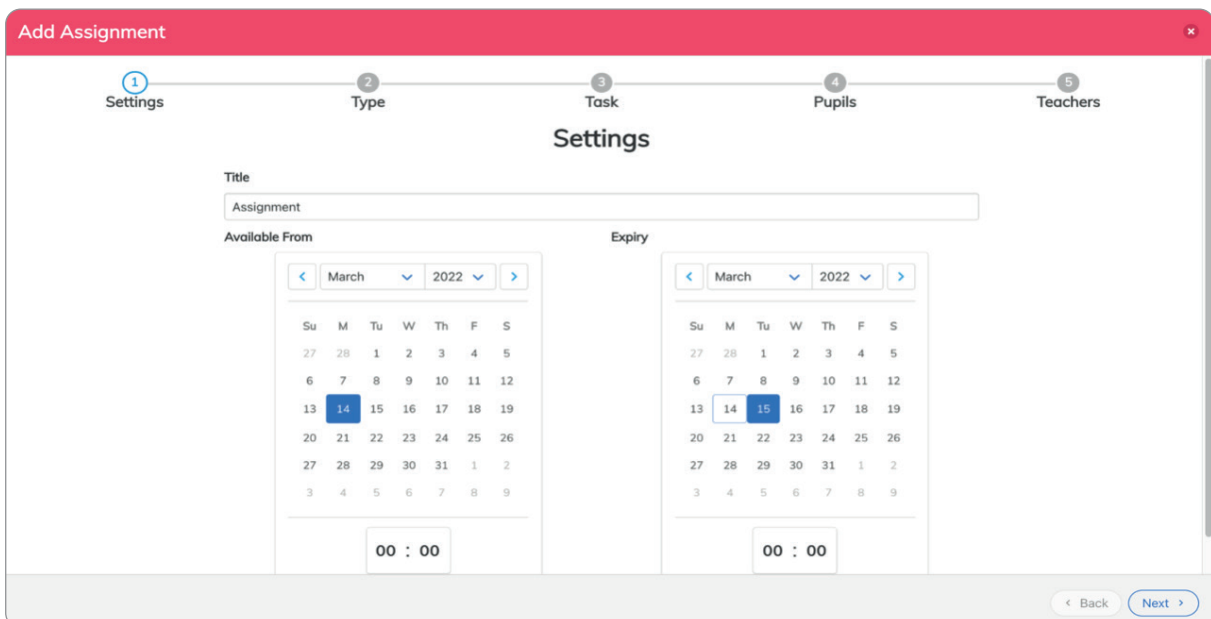 Add Assignment
1 2 3 4 5
Settings Type Task Pupils Teachers
Settings
Title
Assignment
Available From
March 2022
Su M Tu W Th F S
27 28 1 2 3 4 5
6 7 8 9 10 11 12
13 14 15 16 17 18 19
20 21 22 23 24 25 26
27 28 29 30 31 1 2
3 4 5 6 7 8 9
00 : 00
Expiry
March 2022
Su M Tu W Th F S
27 28 1 2 3 4 5
6 7 8 9 10 11 12
13 14 15 16 17 18 19
20 21 22 23 24 25 26
27 28 29 30 31 1 2
3 4 5 6 7 8 9
00 : 00
Back Next